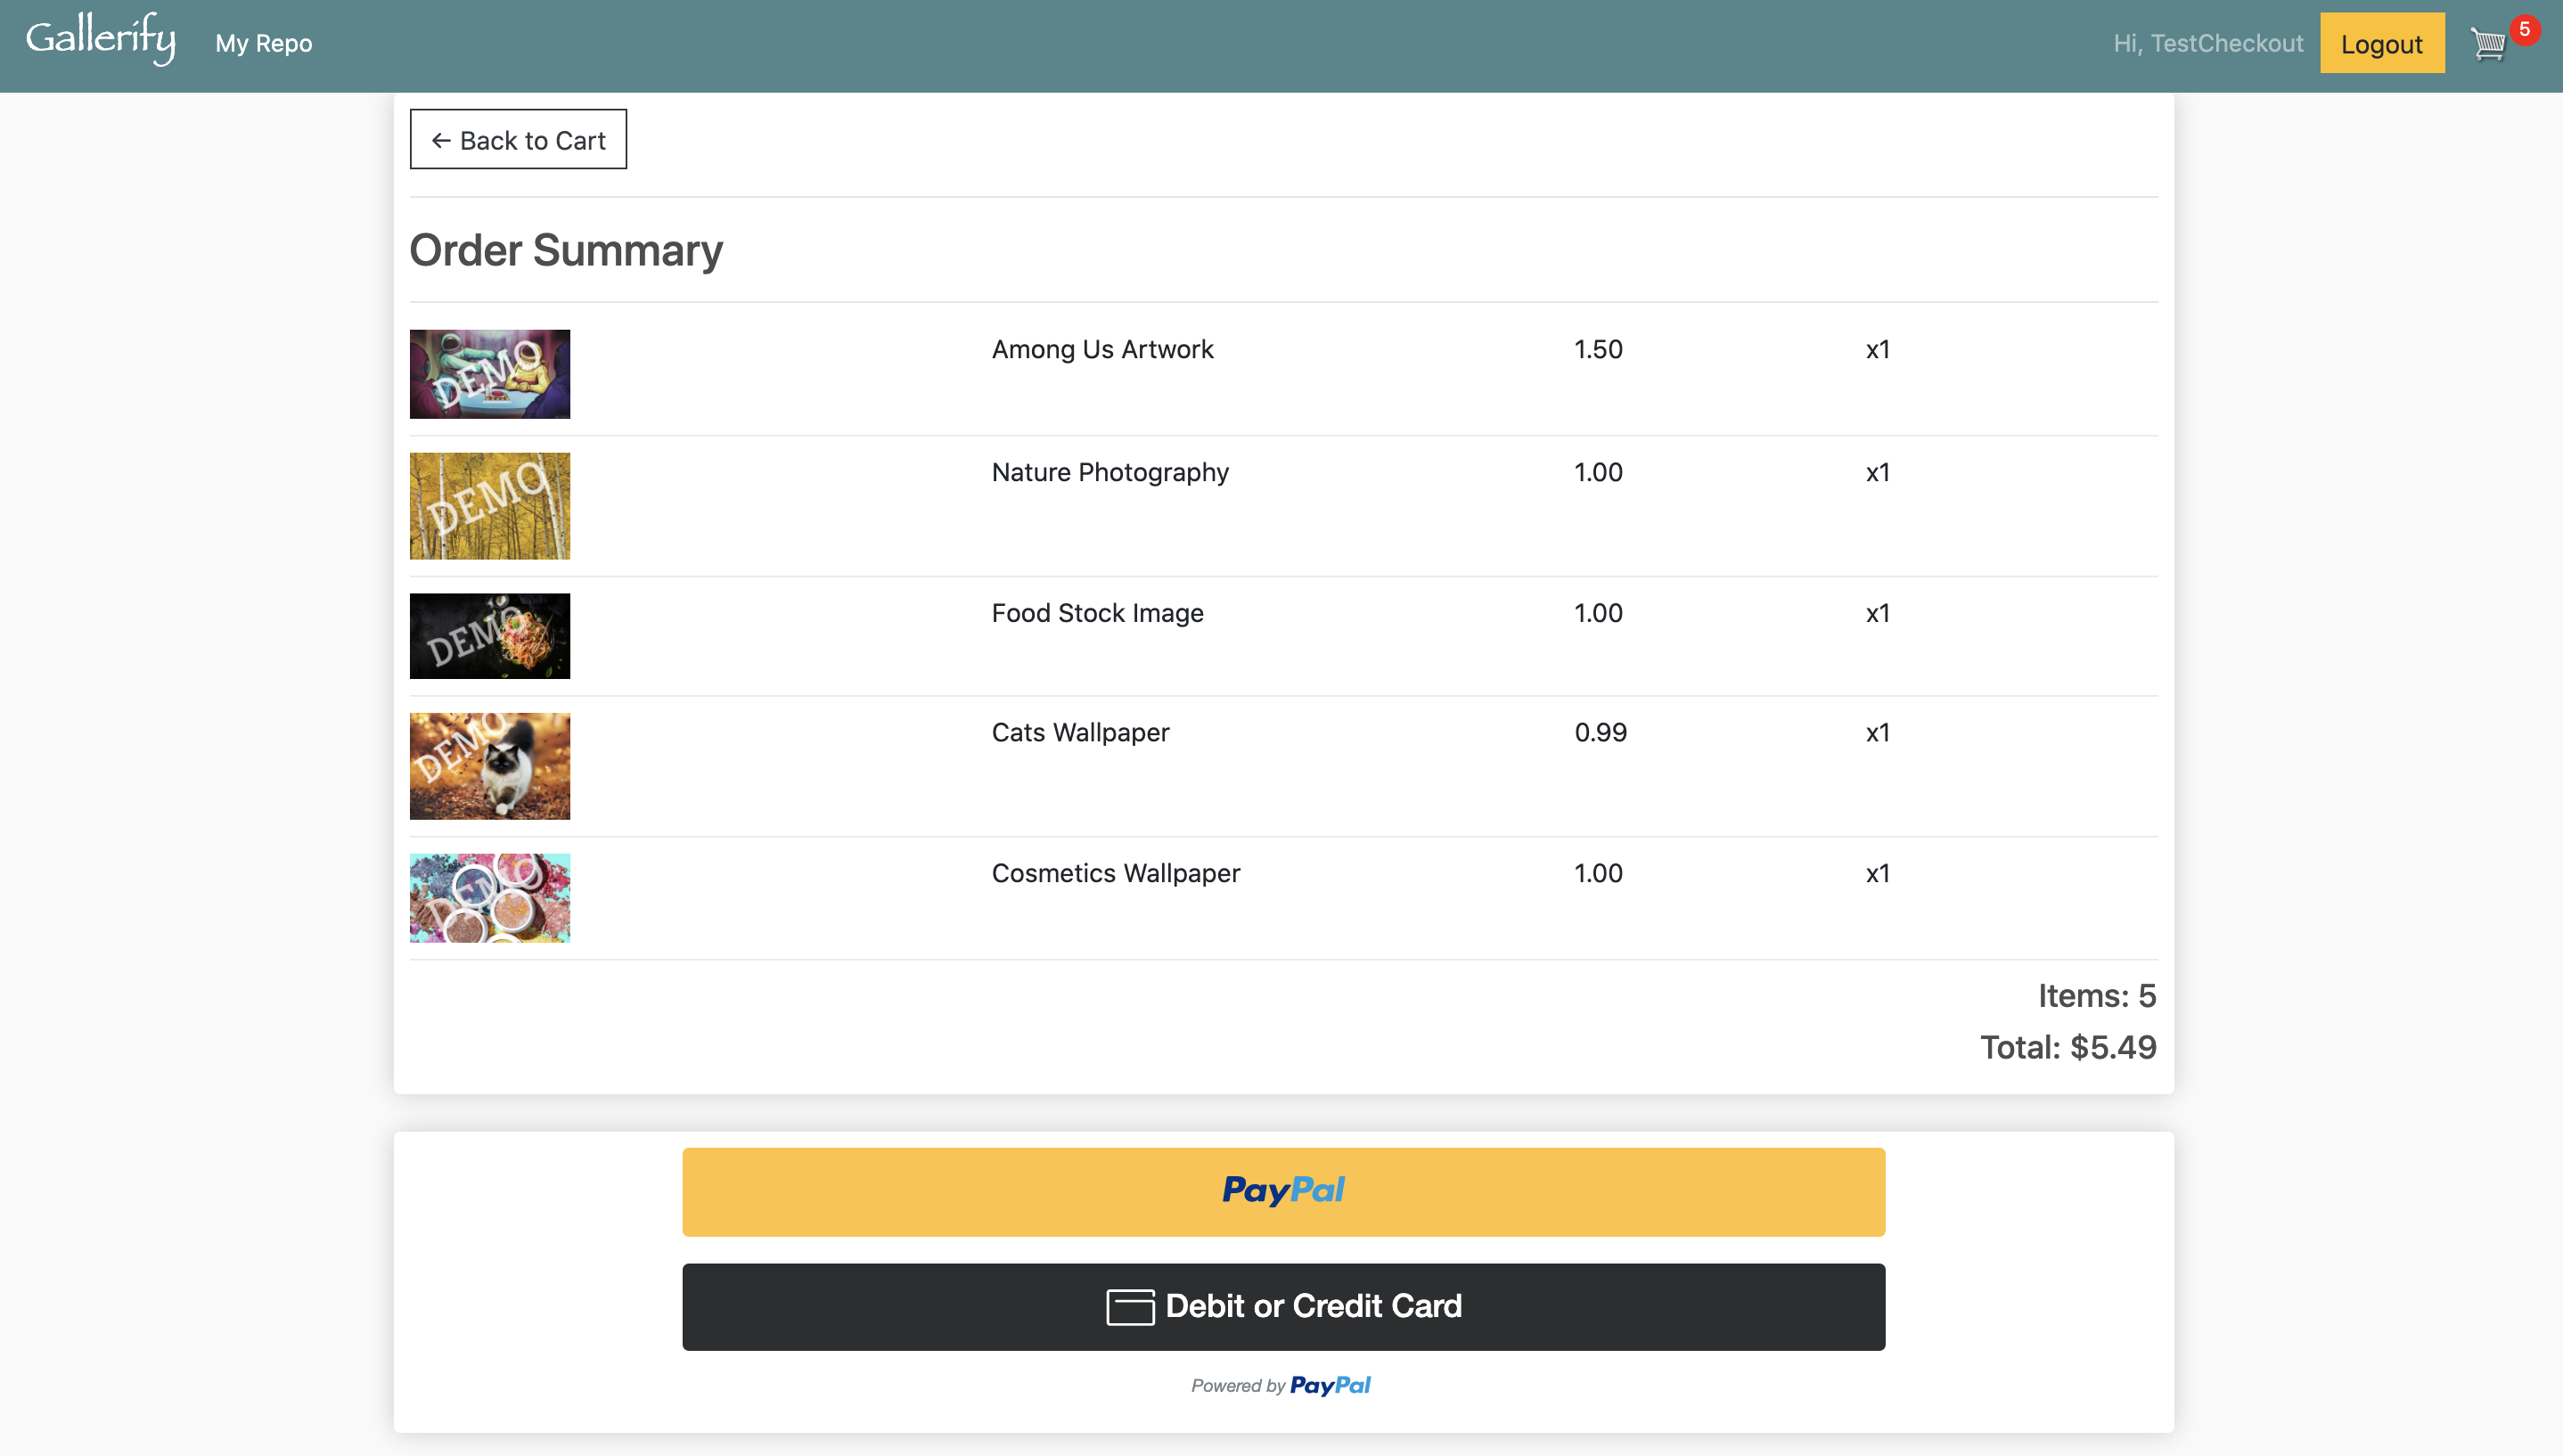 Gallerify My Repo Hi, TestCheckout Logout 5
← Back to Cart
Order Summary
DEMO Among Us Artwork 1.50 x1
DEMO Nature Photography 1.00 x1
DEMO Food Stock Image 1.00 x1
DEMO Cats Wallpaper 0.99 x1
DEMO Cosmetics Wallpaper 1.00 x1
Items: 5
Total: $5.49
PayPal
Debit or Credit Card
Powered by PayPal